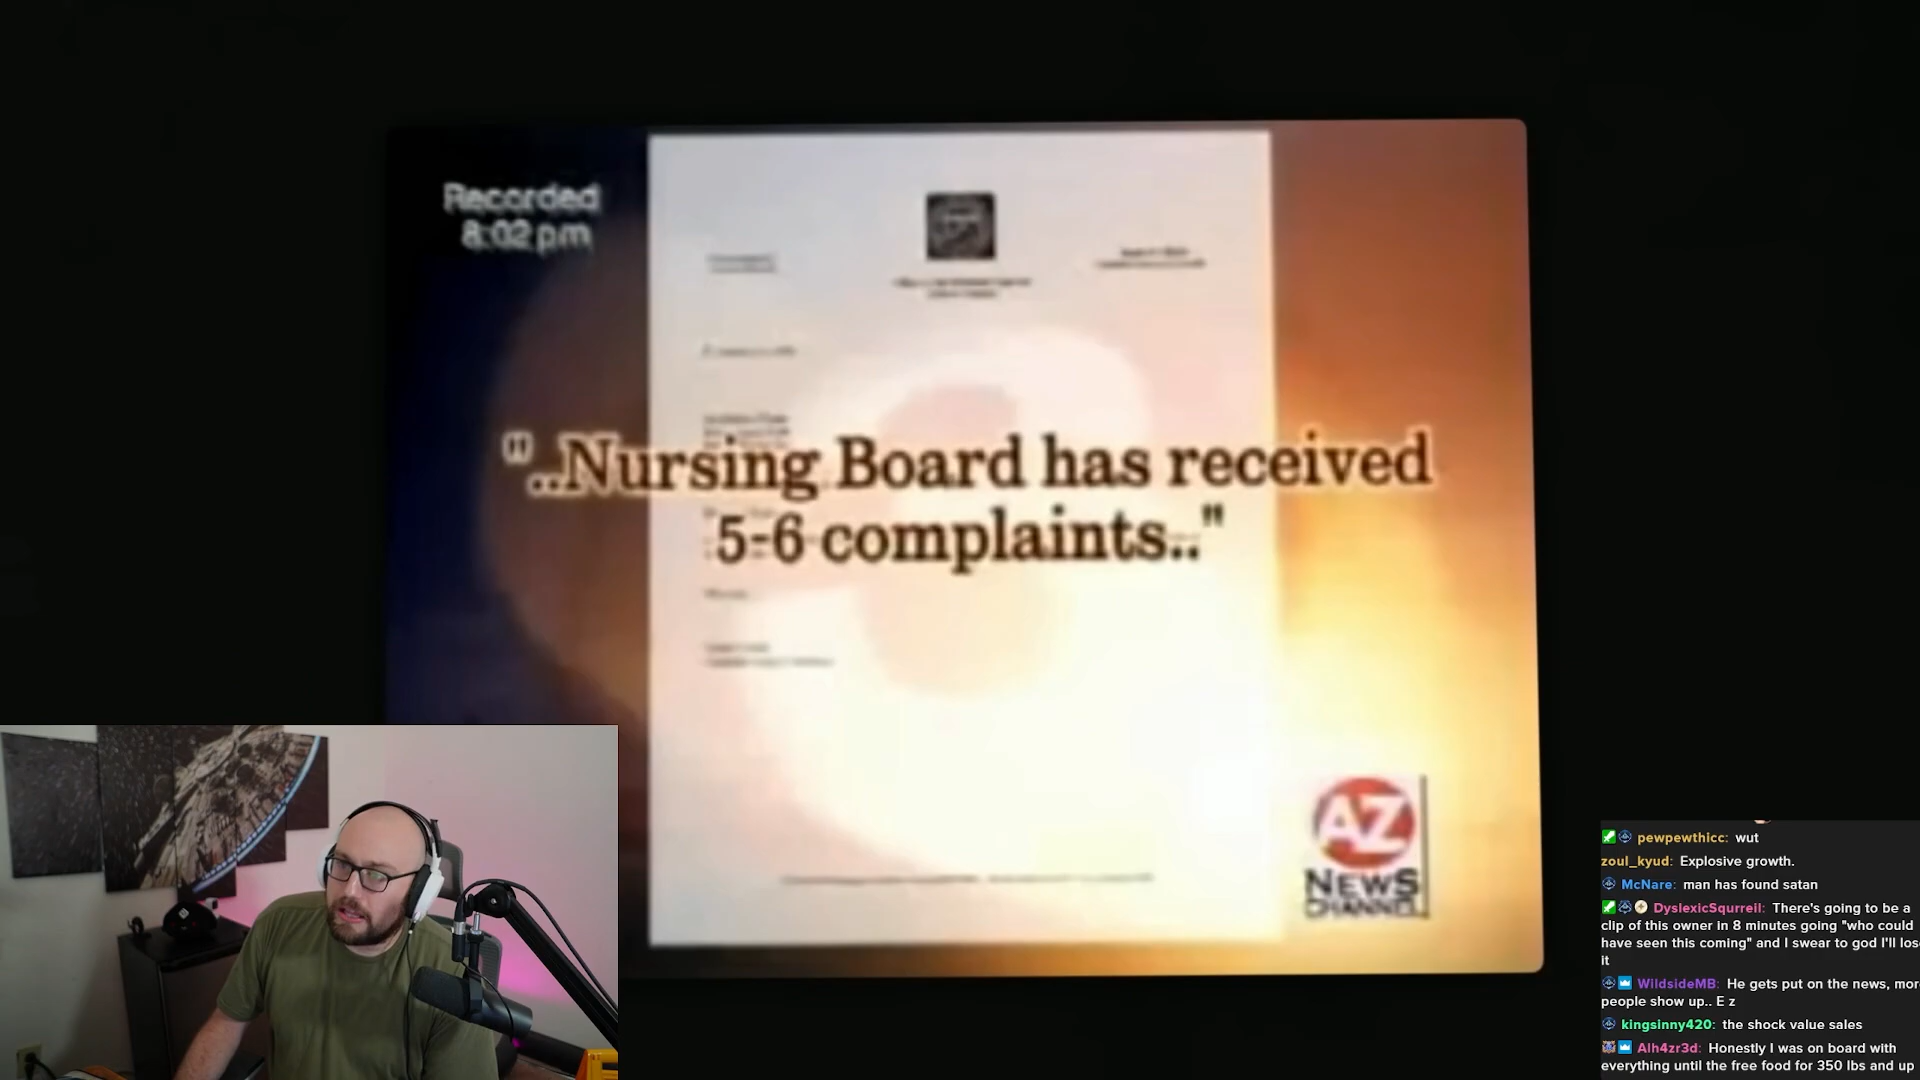 Recorded
8:02 pm
"..Nursing Board has received
5-6 complaints.."
AZ
NEWS
CHANNEL
pewpewthicc: wut
zoul_kyud: Explosive growth.
McNare: man has found satan
DyslexicSqurreil: There's going to be a
clip of this owner in 8 minutes going "who could
have seen this coming" and I swear to god I'll los
it
WildsideMB: He gets put on the news, mor
people show up.. E z
kingsinny420: the shock value sales
Alh4zr3d: Honestly I was on board with
everything until the free food for 350 lbs and up